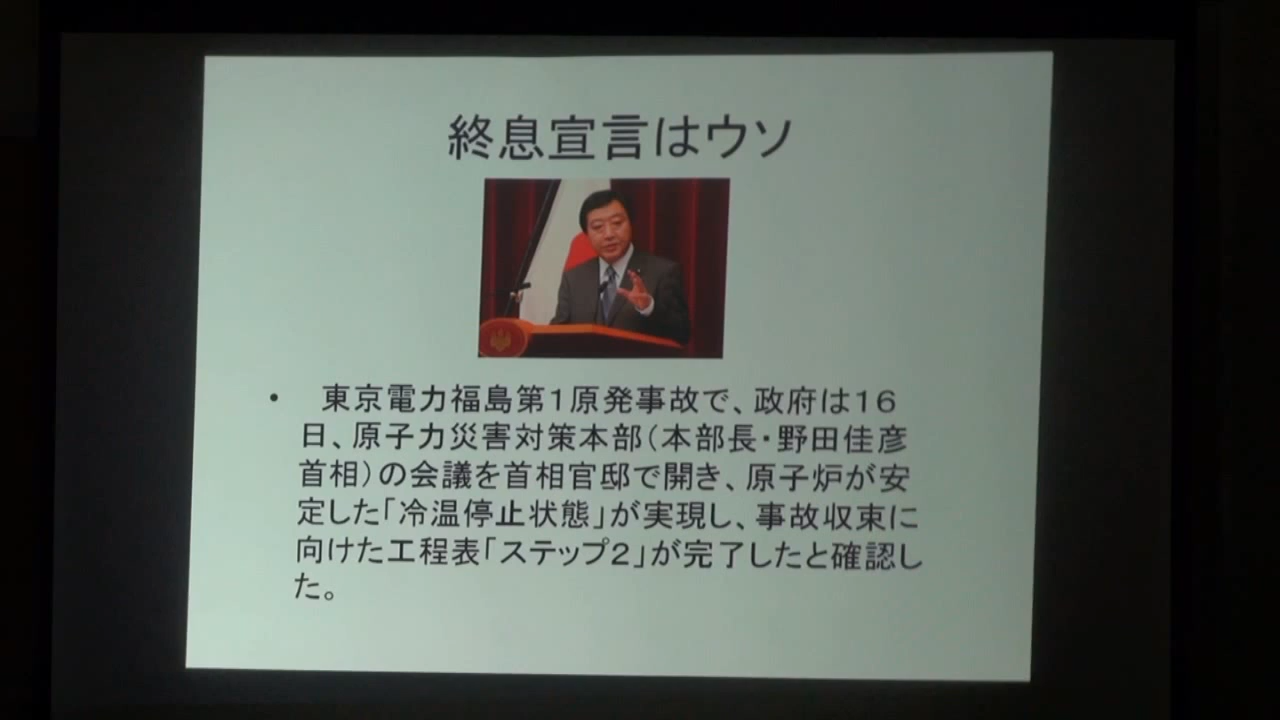 終息宣言はウソ
• 東京電力福島第１原発事故で、政府は１６
日、原子力災害対策本部（本部長・野田佳彦
首相）の会議を首相官邸で開き、原子炉が安
定した「冷温停止状態」が実現し、事故収束に
向けた工程表「ステップ２」が完了したと確認し
た。